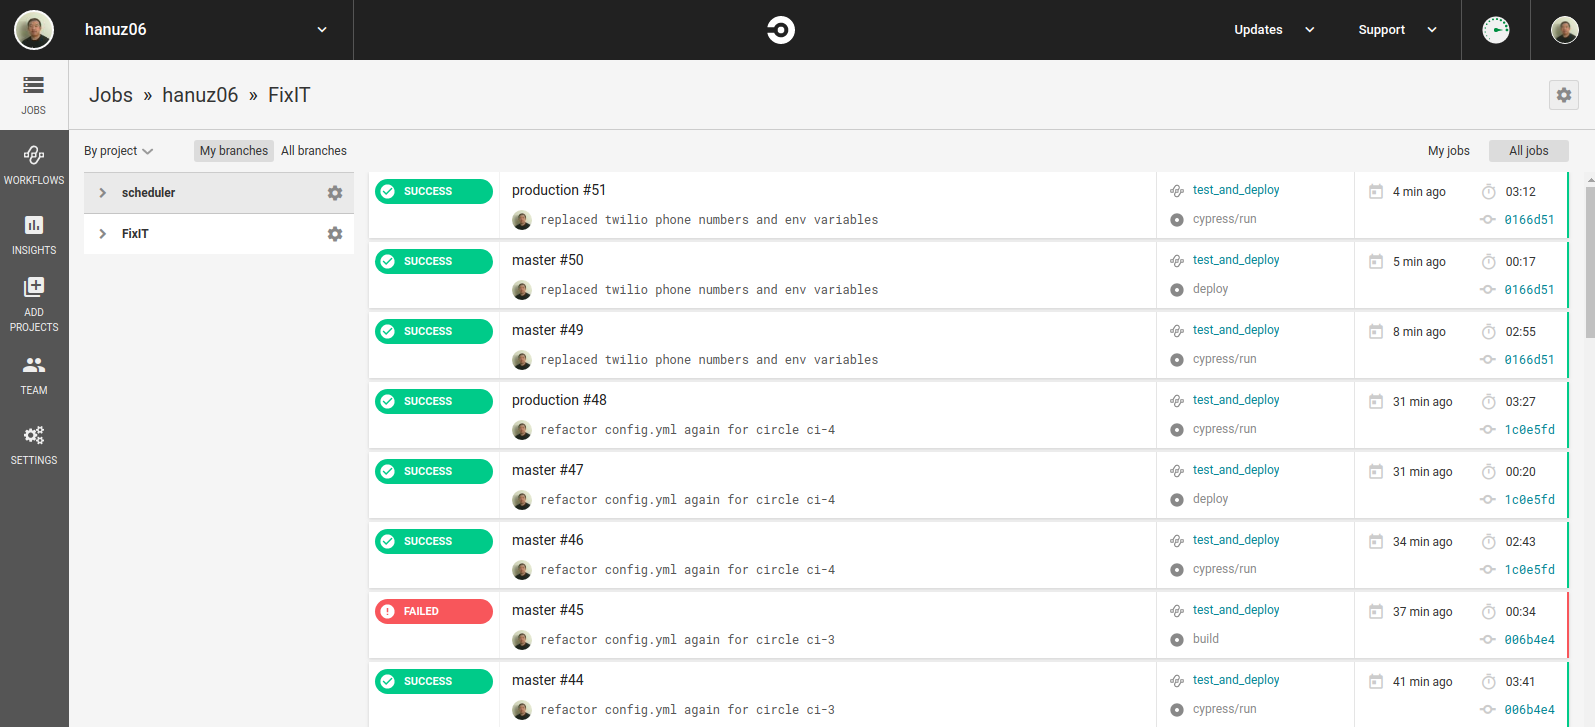 hanuz06
Updates
Support
JOBS
Jobs » hanuz06 » FixIT
WORKFLOWS
INSIGHTS
ADD
PROJECTS
TEAM
SETTINGS
By project
My branches
All branches
My jobs
All jobs
scheduler
FixIT
SUCCESS production #51 test_and_deploy 4 min ago 03:12
replaced twilio phone numbers and env variables cypress/run 0166d51
SUCCESS master #50 test_and_deploy 5 min ago 00:17
replaced twilio phone numbers and env variables deploy 0166d51
SUCCESS master #49 test_and_deploy 8 min ago 02:55
replaced twilio phone numbers and env variables cypress/run 0166d51
SUCCESS production #48 test_and_deploy 31 min ago 03:27
refactor config.yml again for circle ci-4 cypress/run 1c0e5fd
SUCCESS master #47 test_and_deploy 31 min ago 00:20
refactor config.yml again for circle ci-4 deploy 1c0e5fd
SUCCESS master #46 test_and_deploy 34 min ago 02:43
refactor config.yml again for circle ci-4 cypress/run 1c0e5fd
FAILED master #45 test_and_deploy 37 min ago 00:34
refactor config.yml again for circle ci-3 build 006b4e4
SUCCESS master #44 test_and_deploy 41 min ago 03:41
refactor config.yml again for circle ci-3 cypress/run 006b4e4